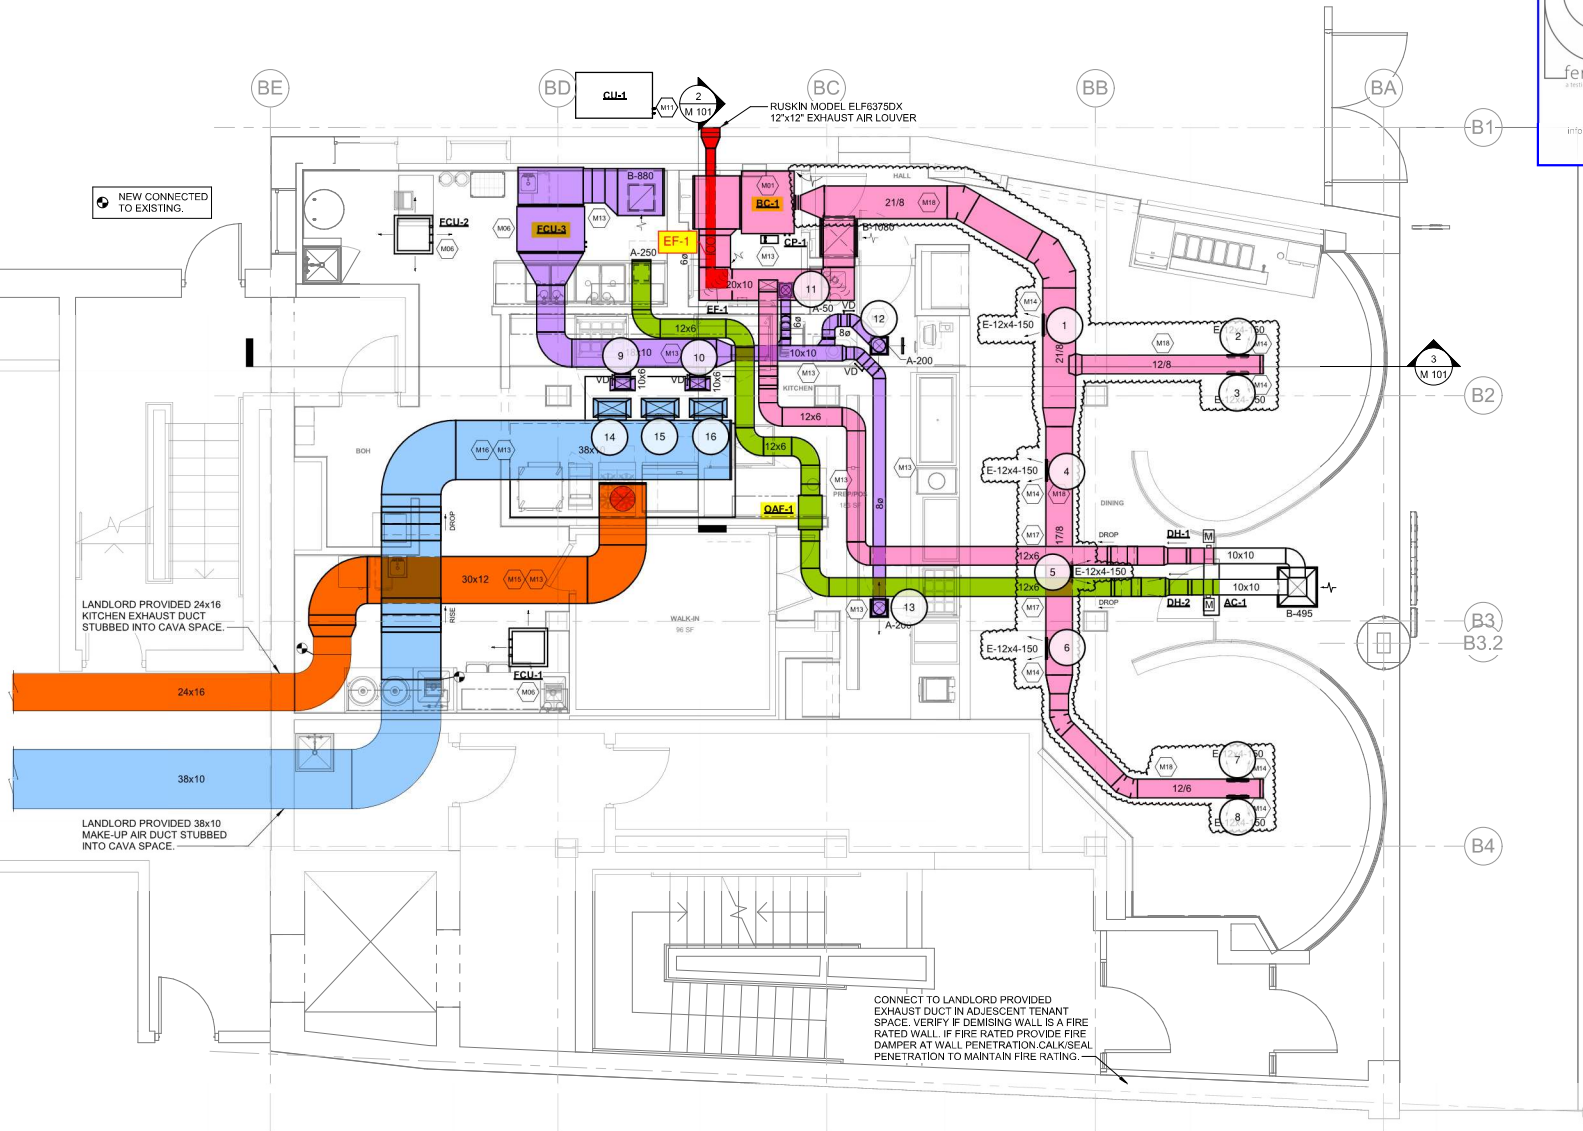 BE
BD
BC
BB
BA
B1
B2
B3
B3.2
B4
CU-1
M11
2
M 101
RUSKIN MODEL ELF6375DX
12"x12" EXHAUST AIR LOUVER
NEW CONNECTED
TO EXISTING.
FCU-2
M06
M06
FCU-3
M13
B-880
A-250
EF-1
6ø
M01
BC-1
CP-1
M13
HALL
21/8
M18
B-1080
20x10
EF-1
11
A-50
VD
12
8ø
6ø
A-200
12x6
9
10
M13
10x10
VD
VD
VD
10x6
10x6
M13
KITCHEN
M14
E-12x4-150
1
21/8
M18
12/8
2
M14
3
M14
3
M 101
12x6
12x6
14
15
16
M16
M13
BOH
M13
M13
8ø
E-12x4-150
4
M14
M18
DINING
OAF-1
17/8
M17
DROP
DH-1
M
10x10
12x6
5
E-12x4-150
12x6
M17
DROP
DH-2
M
AC-1
10x10
B-495
DROP
RISE
30x12
M15
M13
M13
13
WALK-IN
96 SF
LANDLORD PROVIDED 24x16
KITCHEN EXHAUST DUCT
STUBBED INTO CAVA SPACE.
24x16
FCU-1
M06
E-12x4-150
6
M14
38x10
LANDLORD PROVIDED 38x10
MAKE-UP AIR DUCT STUBBED
INTO CAVA SPACE.
M18
7
M14
12/6
8
M14
CONNECT TO LANDLORD PROVIDED
EXHAUST DUCT IN ADJESCENT TENANT
SPACE. VERIFY IF DEMISING WALL IS A FIRE
RATED WALL. IF FIRE RATED PROVIDE FIRE
DAMPER AT WALL PENETRATION.CALK/SEAL
PENETRATION TO MAINTAIN FIRE RATING.